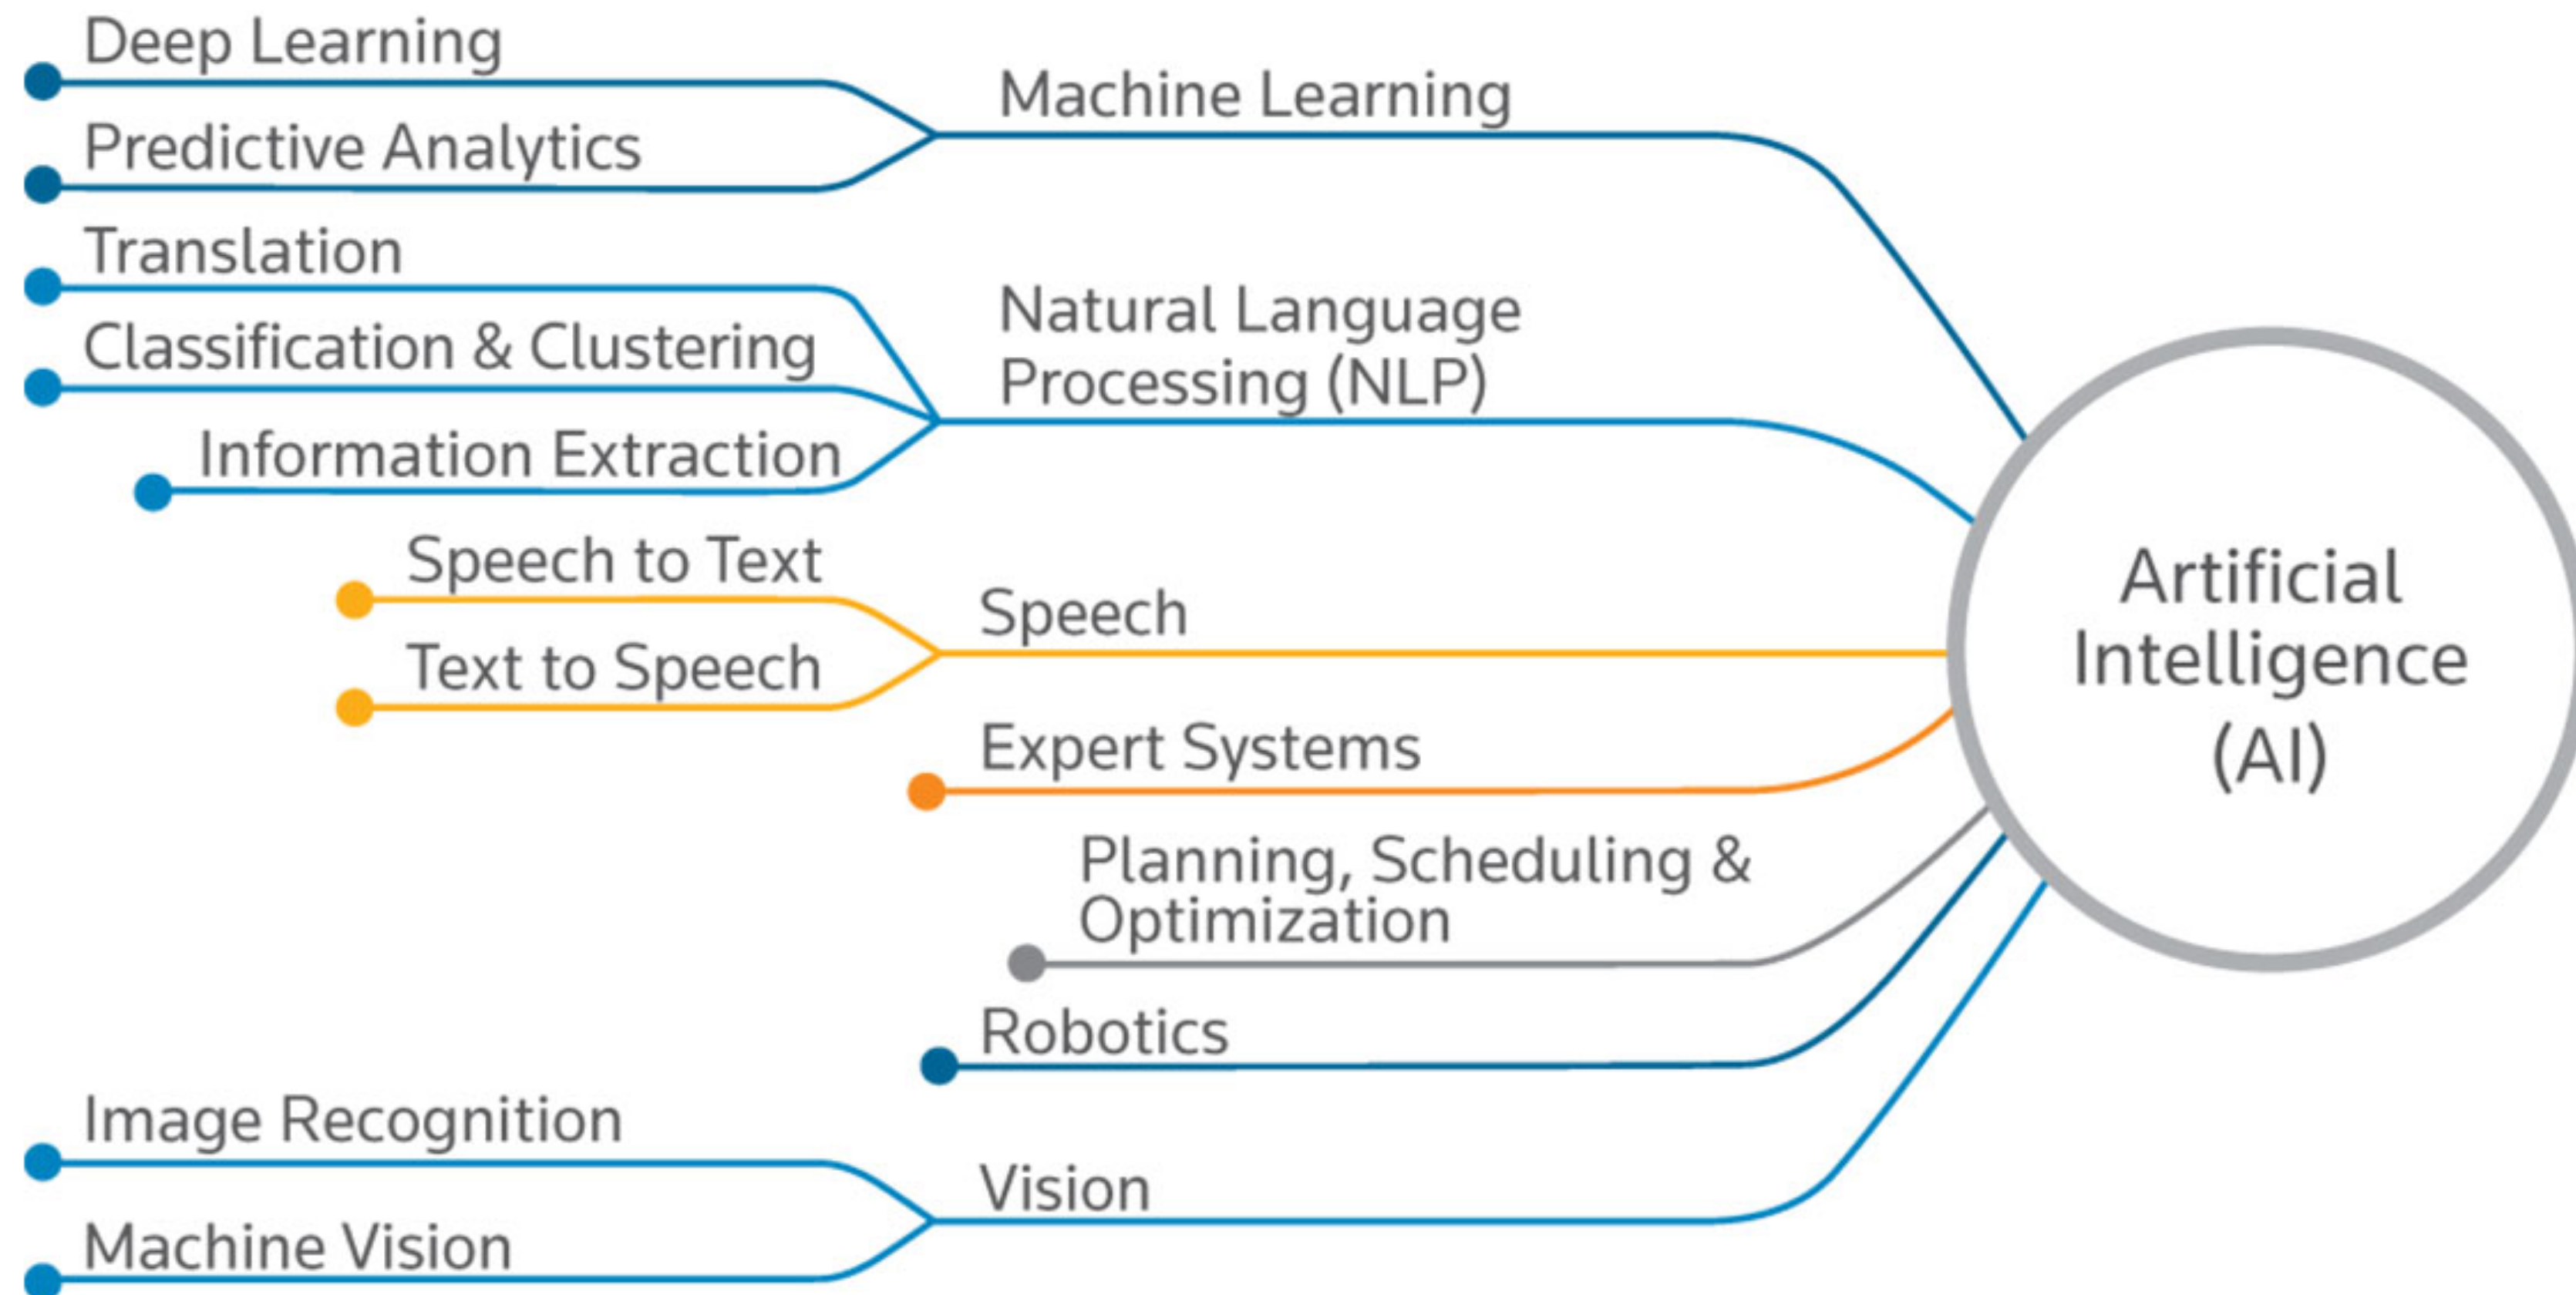 Deep Learning
Machine Learning
Predictive Analytics
Translation
Natural Language
Processing (NLP)
Classification & Clustering
Information Extraction
Speech to Text
Speech
Text to Speech
Expert Systems
Artificial
Intelligence
(AI)
Planning, Scheduling &
Optimization
Robotics
Image Recognition
Vision
Machine Vision